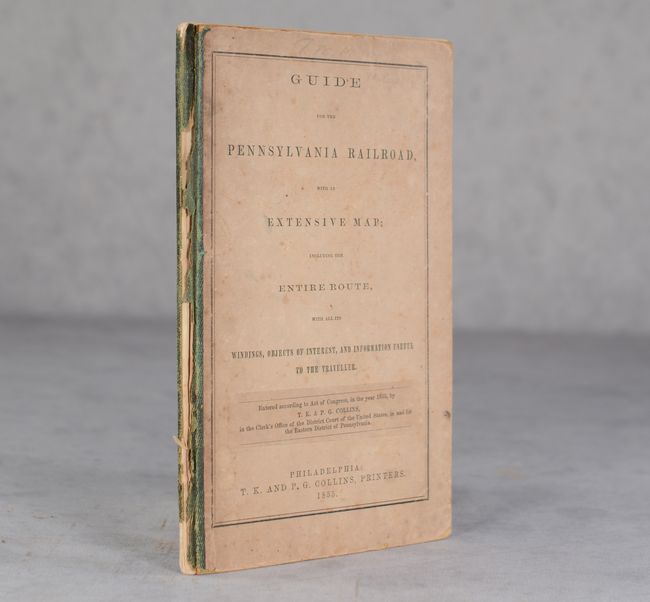 GUIDE
FOR THE
PENNSYLVANIA RAILROAD,
WITH AN
EXTENSIVE MAP;
INCLUDING THE
ENTIRE ROUTE,
WITH ALL ITS
WINDINGS, OBJECTS OF INTEREST, AND INFORMATION USEFUL
TO THE TRAVELLER.
Entered according to Act of Congress, in the year 1855, by
T. K. & P. G. COLLINS,
in the Clerk's Office of the District Court of the United States, in and for
the Eastern District of Pennsylvania.
PHILADELPHIA:
T. K. AND P. G. COLLINS, PRINTERS.
1855.